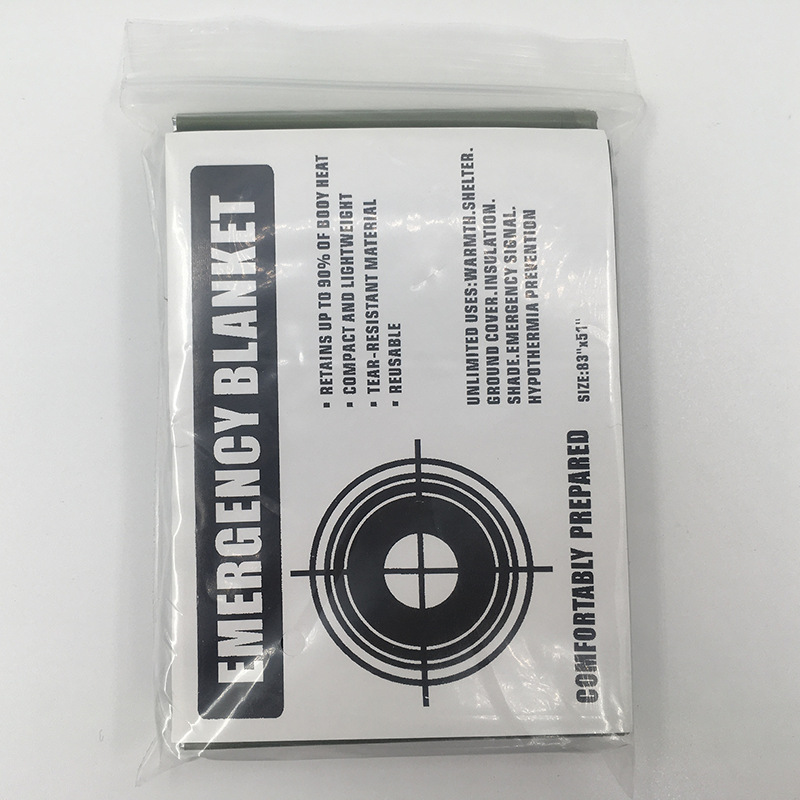 EMERGENCY BLANKET
▪ RETAINS UP TO 90% OF BODY HEAT
▪ COMPACT AND LIGHTWEIGHT
▪ TEAR-RESISTANT MATERIAL
▪ REUSABLE
UNLIMITED USES:WARMTH.SHELTER.
GROUND COVER.INSULATION.
SHADE.EMERGENCY SIGNAL.
HYPOTHERMIA PREVENTION
SIZE:83"x51"
COMFORTABLY PREPARED